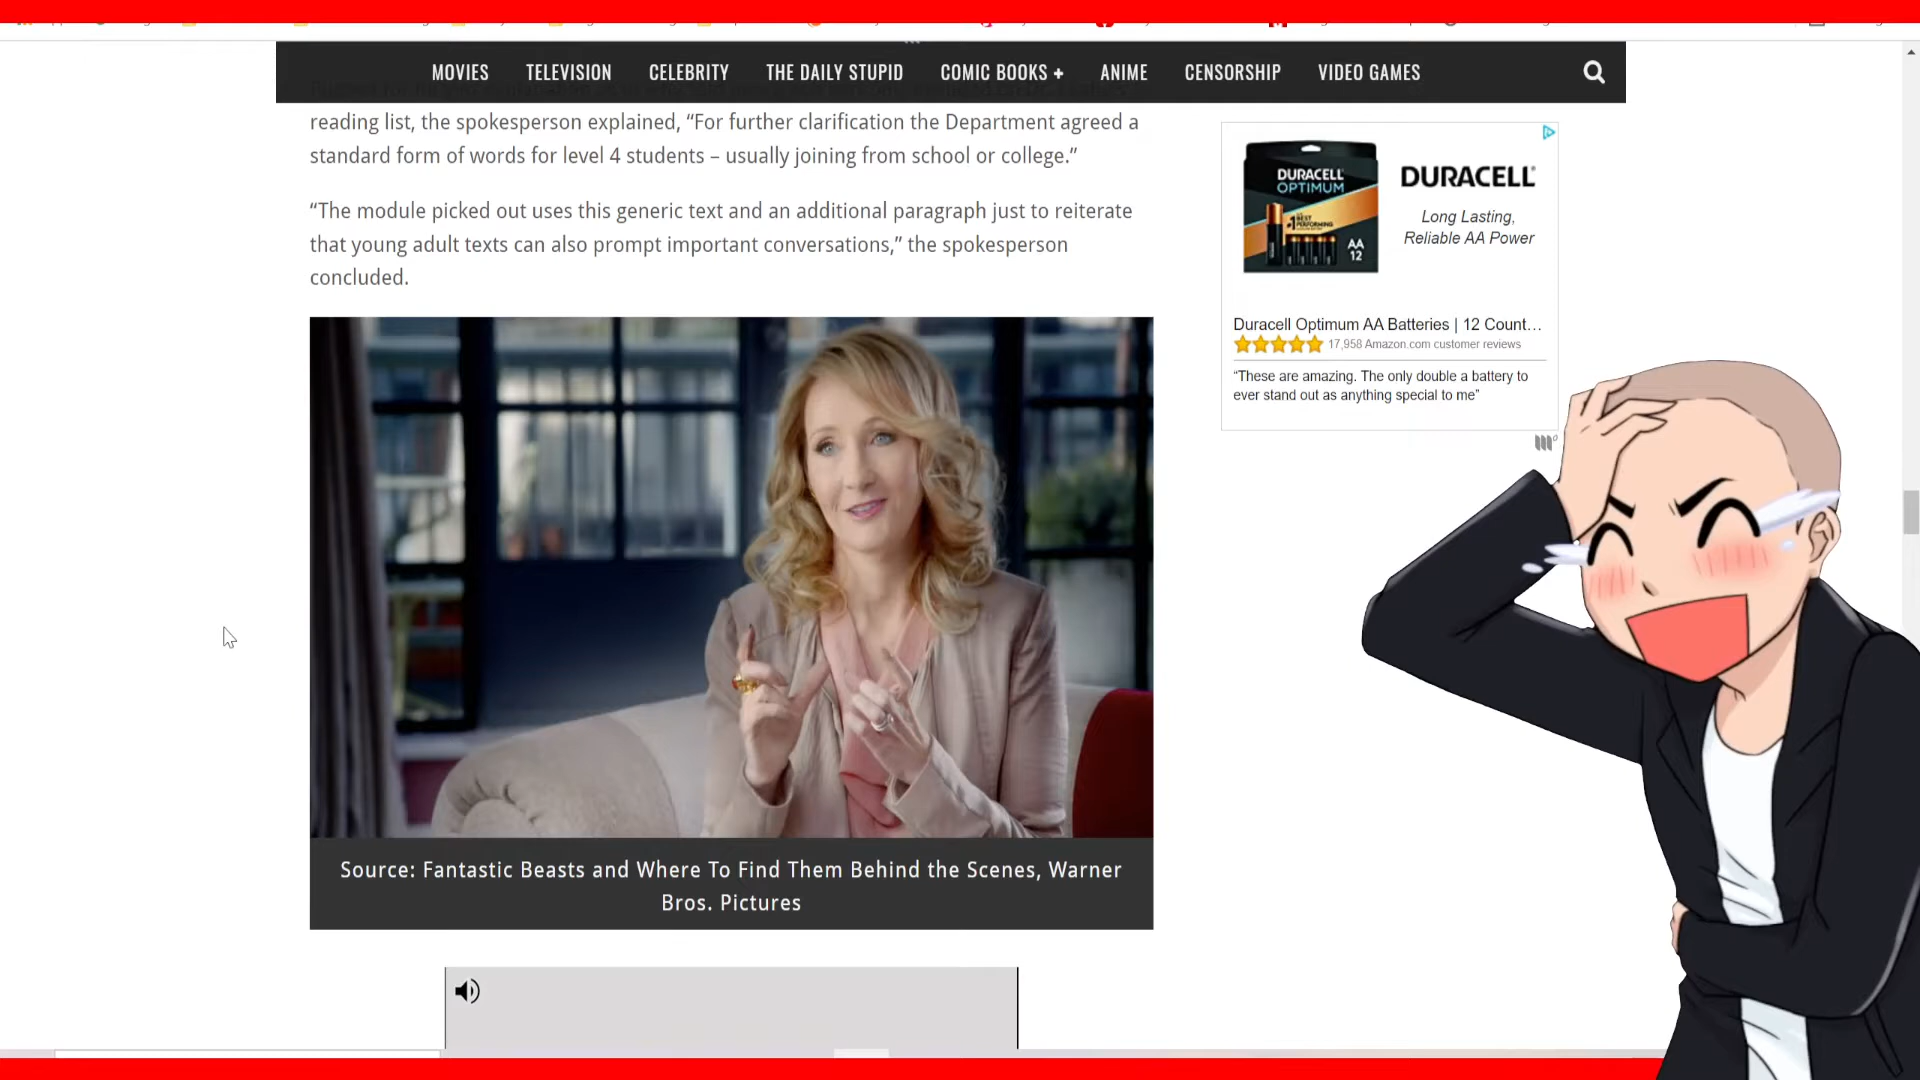 MOVIES TELEVISION CELEBRITY THE DAILY STUPID COMIC BOOKS + ANIME CENSORSHIP VIDEO GAMES
reading list, the spokesperson explained, “For further clarification the Department agreed a
standard form of words for level 4 students – usually joining from school or college.”
“The module picked out uses this generic text and an additional paragraph just to reiterate
that young adult texts can also prompt important conversations,” the spokesperson
concluded.
Source: Fantastic Beasts and Where To Find Them Behind the Scenes, Warner
Bros. Pictures
DURACELL
OPTIMUM
AA
12
DURACELL
Long Lasting,
Reliable AA Power
Duracell Optimum AA Batteries | 12 Count...
17,958 Amazon.com customer reviews
“These are amazing. The only double a battery to
ever stand out as anything special to me”